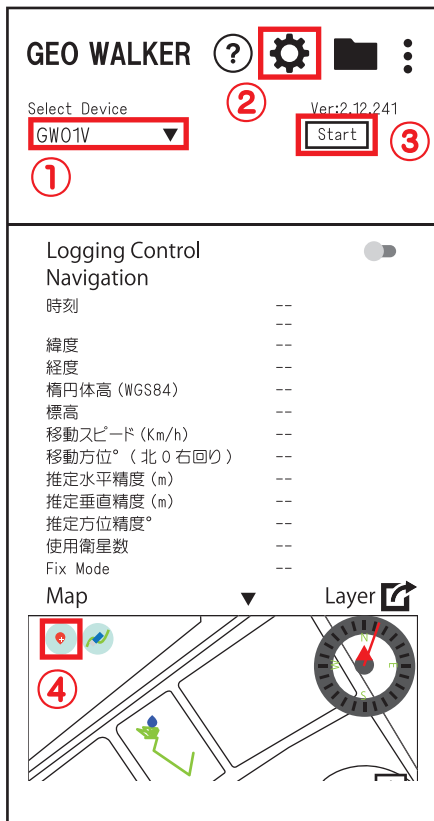 GEO WALKER ?
②
Select Device Ver:2.12.241
GW01V ▼ Start ③
①
Logging Control
Navigation
時刻 --
--
緯度 --
経度 --
楕円体高 (WGS84) --
標高 --
移動スピード (Km/h) --
移動方位° ( 北 0 右回り ) --
推定水平精度 (m) --
推定垂直精度 (m) --
推定方位精度° --
使用衛星数 --
Fix Mode --
Map ▼ Layer
N
W E
④
S